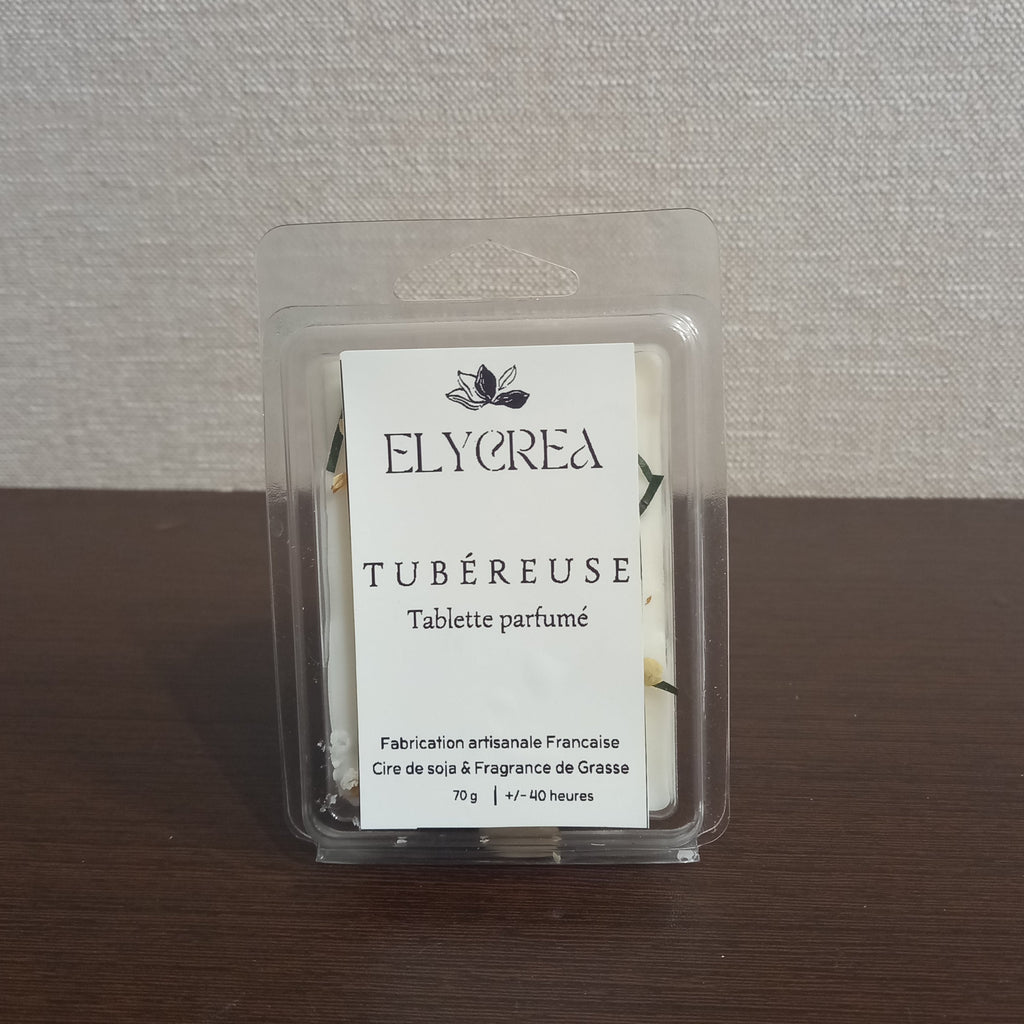 ELYCREA
TUBÉREUSE
Tablette parfumé
Fabrication artisanale Francaise
Cire de soja & Fragrance de Grasse
70 g | +/- 40 heures